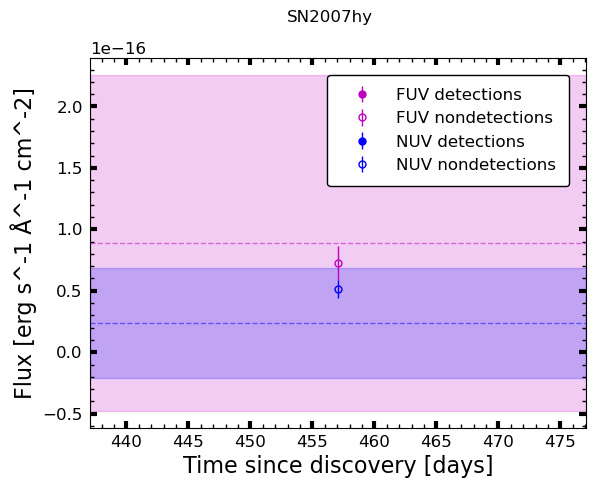 SN2007hy
1e−16
FUV detections
FUV nondetections
NUV detections
NUV nondetections
2.0
1.5
1.0
0.5
0.0
−0.5
Flux [erg s^-1 Å^-1 cm^-2]
440 445 450 455 460 465 470 475
Time since discovery [days]